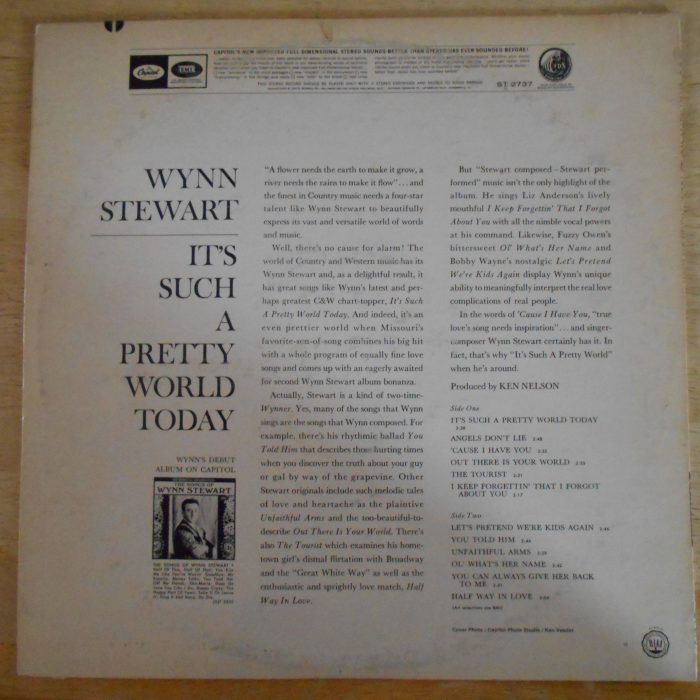 CAPITOL'S NEW IMPROVED FULL DIMENSIONAL STEREO SOUNDS-BETTER THAN STEREO HAS EVER SOUNDED BEFORE!
Capitol
EMI
ST 2737
WYNN
STEWART
IT'S
SUCH
A
PRETTY
WORLD
TODAY
WYNN'S DEBUT
ALBUM ON CAPITOL
THE SONGS OF
WYNN STEWART
"A flower needs the earth to make it grow, a
river needs the rains to make it flow" . . . and
the finest in Country music needs a four-star
talent like Wynn Stewart to beautifully
express its vast and versatile world of words
and music.
Well, there's no cause for alarm! The
world of Country and Western music has its
Wynn Stewart and, as a delightful result, it
has great songs like Wynn's latest and per-
haps greatest C&W chart-topper, It's Such
A Pretty World Today. And indeed, it's an
even prettier world when Missouri's
favorite-son-of-song combines his big hit
with a whole program of equally fine love
songs and comes up with an eagerly awaited
for second Wynn Stewart album bonanza.
Actually, Stewart is a kind of two-time-
Wynner. Yes, many of the songs that Wynn
sings are the songs that Wynn composed. For
example, there's his rhythmic ballad You
Told Him that describes those hurting times
when you discover the truth about your guy
or gal by way of the grapevine. Other
Stewart originals include such melodic tales
of love and heartache as the plaintive
Unfaithful Arms and the too-beautiful-to-
describe Out There Is Your World. There's
also The Tourist which examines his home-
town girl's dismal flirtation with Broadway
and the "Great White Way" as well as the
enthusiastic and sprightly love match, Half
Way In Love.
But "Stewart composed - Stewart per-
formed" music isn't the only highlight of the
album. He sings Liz Anderson's lively
mouthful I Keep Forgettin' That I Forgot
About You with all the nimble vocal powers
at his command. Likewise, Fuzzy Owen's
bittersweet Ol' What's Her Name and
Bobby Wayne's nostalgic Let's Pretend
We're Kids Again display Wynn's unique
ability to meaningfully interpret the real love
complications of real people.
In the words of 'Cause I Have You, "true
love's song needs inspiration" . . . and singer-
composer Wynn Stewart certainly has it. In
fact, that's why "It's Such A Pretty World"
when he's around.
Produced by KEN NELSON
Side One
IT'S SUCH A PRETTY WORLD TODAY
ANGELS DON'T LIE
'CAUSE I HAVE YOU
OUT THERE IS YOUR WORLD
THE TOURIST
I KEEP FORGETTIN' THAT I FORGOT
ABOUT YOU
Side Two
LET'S PRETEND WE'RE KIDS AGAIN
YOU TOLD HIM
UNFAITHFUL ARMS
OL' WHAT'S HER NAME
YOU CAN ALWAYS GIVE HER BACK
TO ME
HALF WAY IN LOVE
(All selections are BMI)
Cover Photo: Capitol Photo Studio / Ken Veeder